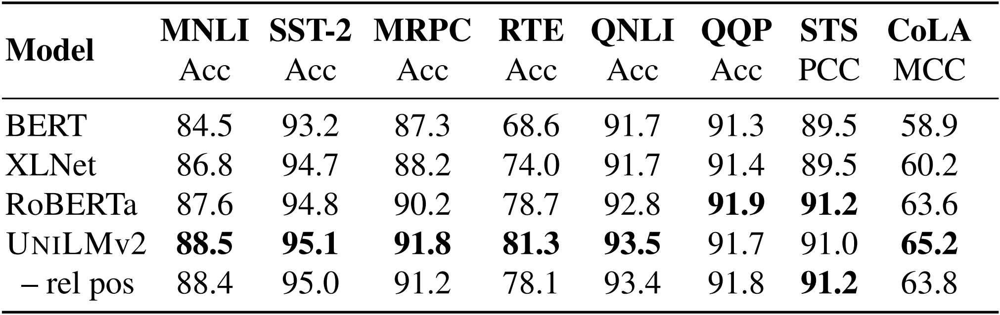 Model MNLI SST-2 MRPC RTE QNLI QQP STS CoLA
Acc Acc Acc Acc Acc Acc PCC MCC
BERT 84.5 93.2 87.3 68.6 91.7 91.3 89.5 58.9
XLNet 86.8 94.7 88.2 74.0 91.7 91.4 89.5 60.2
RoBERTa 87.6 94.8 90.2 78.7 92.8 91.9 91.2 63.6
UNILMv2 88.5 95.1 91.8 81.3 93.5 91.7 91.0 65.2
– rel pos 88.4 95.0 91.2 78.1 93.4 91.8 91.2 63.8